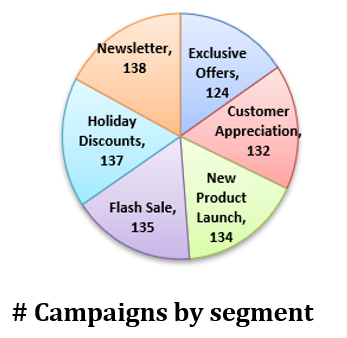 Newsletter,
138
Exclusive
Offers,
124
Customer
Appreciation,
132
New
Product
Launch,
134
Flash Sale,
135
Holiday
Discounts,
137
# Campaigns by segment